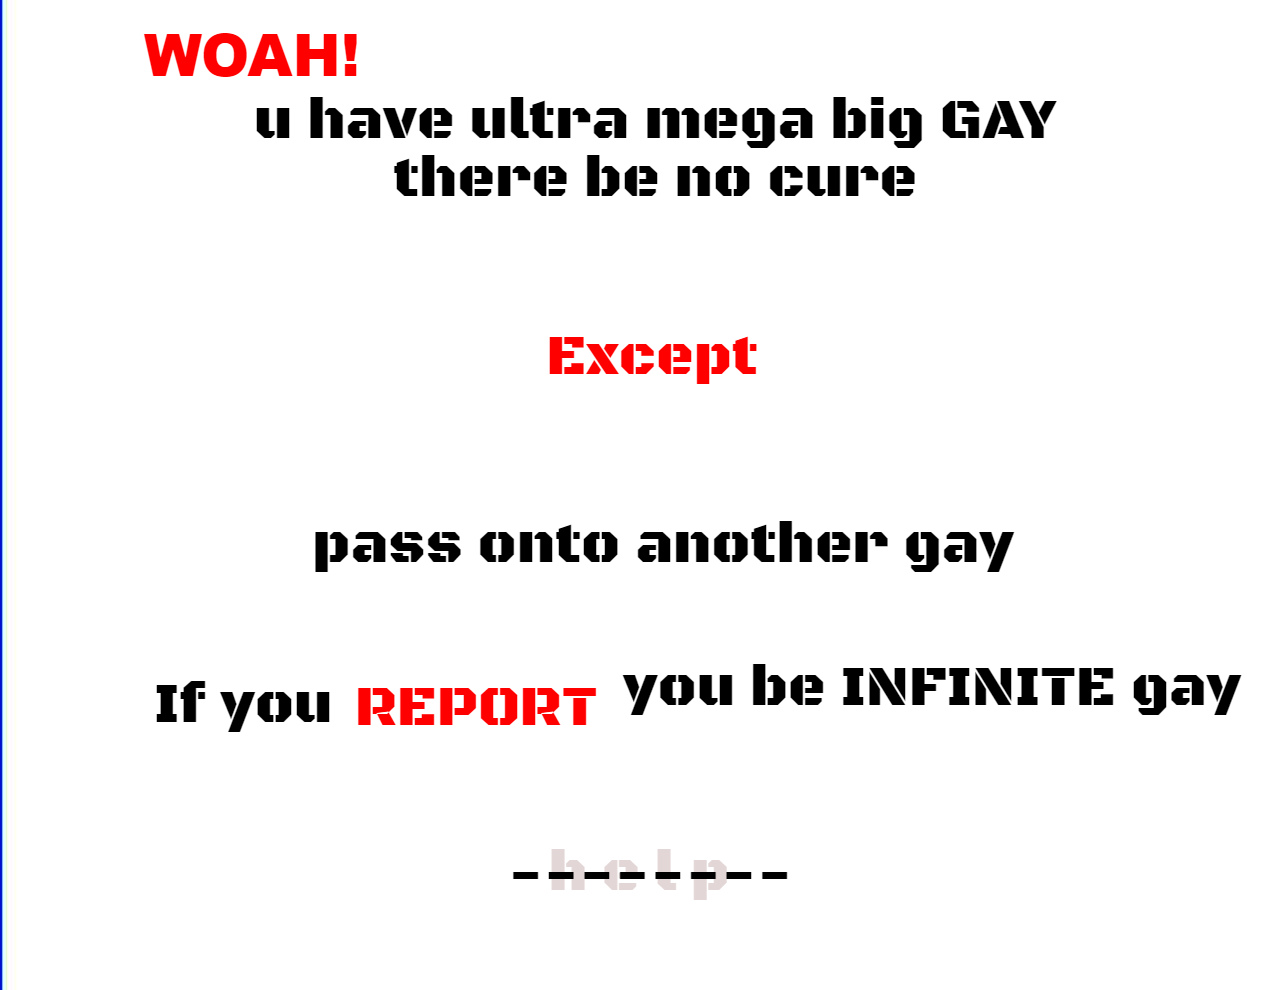 WOAH!
u have ultra mega big GAY
there be no cure
Except
pass onto another gay
If you REPORT you be INFINITE gay
--------
help